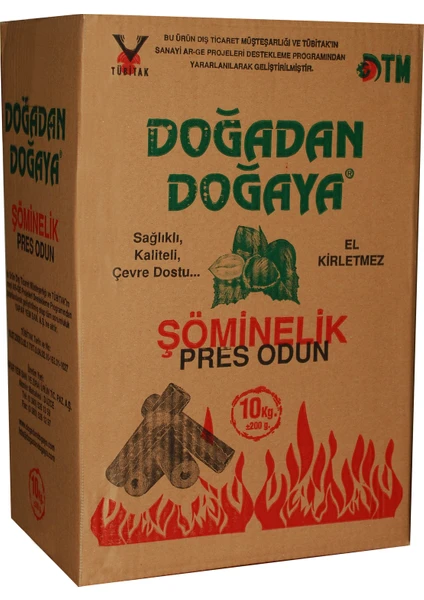 TÜBİTAK
BU ÜRÜN DIŞ TİCARET MÜSTEŞARLIĞI VE TÜBİTAK'IN
SANAYİ AR-GE PROJELERİ DESTEKLEME PROGRAMINDAN
YARARLANILARAK GELİŞTİRİLMİŞTİR.
DTM
DOĞADAN
DOĞAYA®
Sağlıklı,
Kaliteli,
Çevre Dostu...
EL
KİRLETMEZ
ŞÖMİNELİK
PRES ODUN
10Kg.
±200 g.
DOĞADAN
DOĞAYA®
ŞÖMİNELİK
PRES ODUN
10Kg